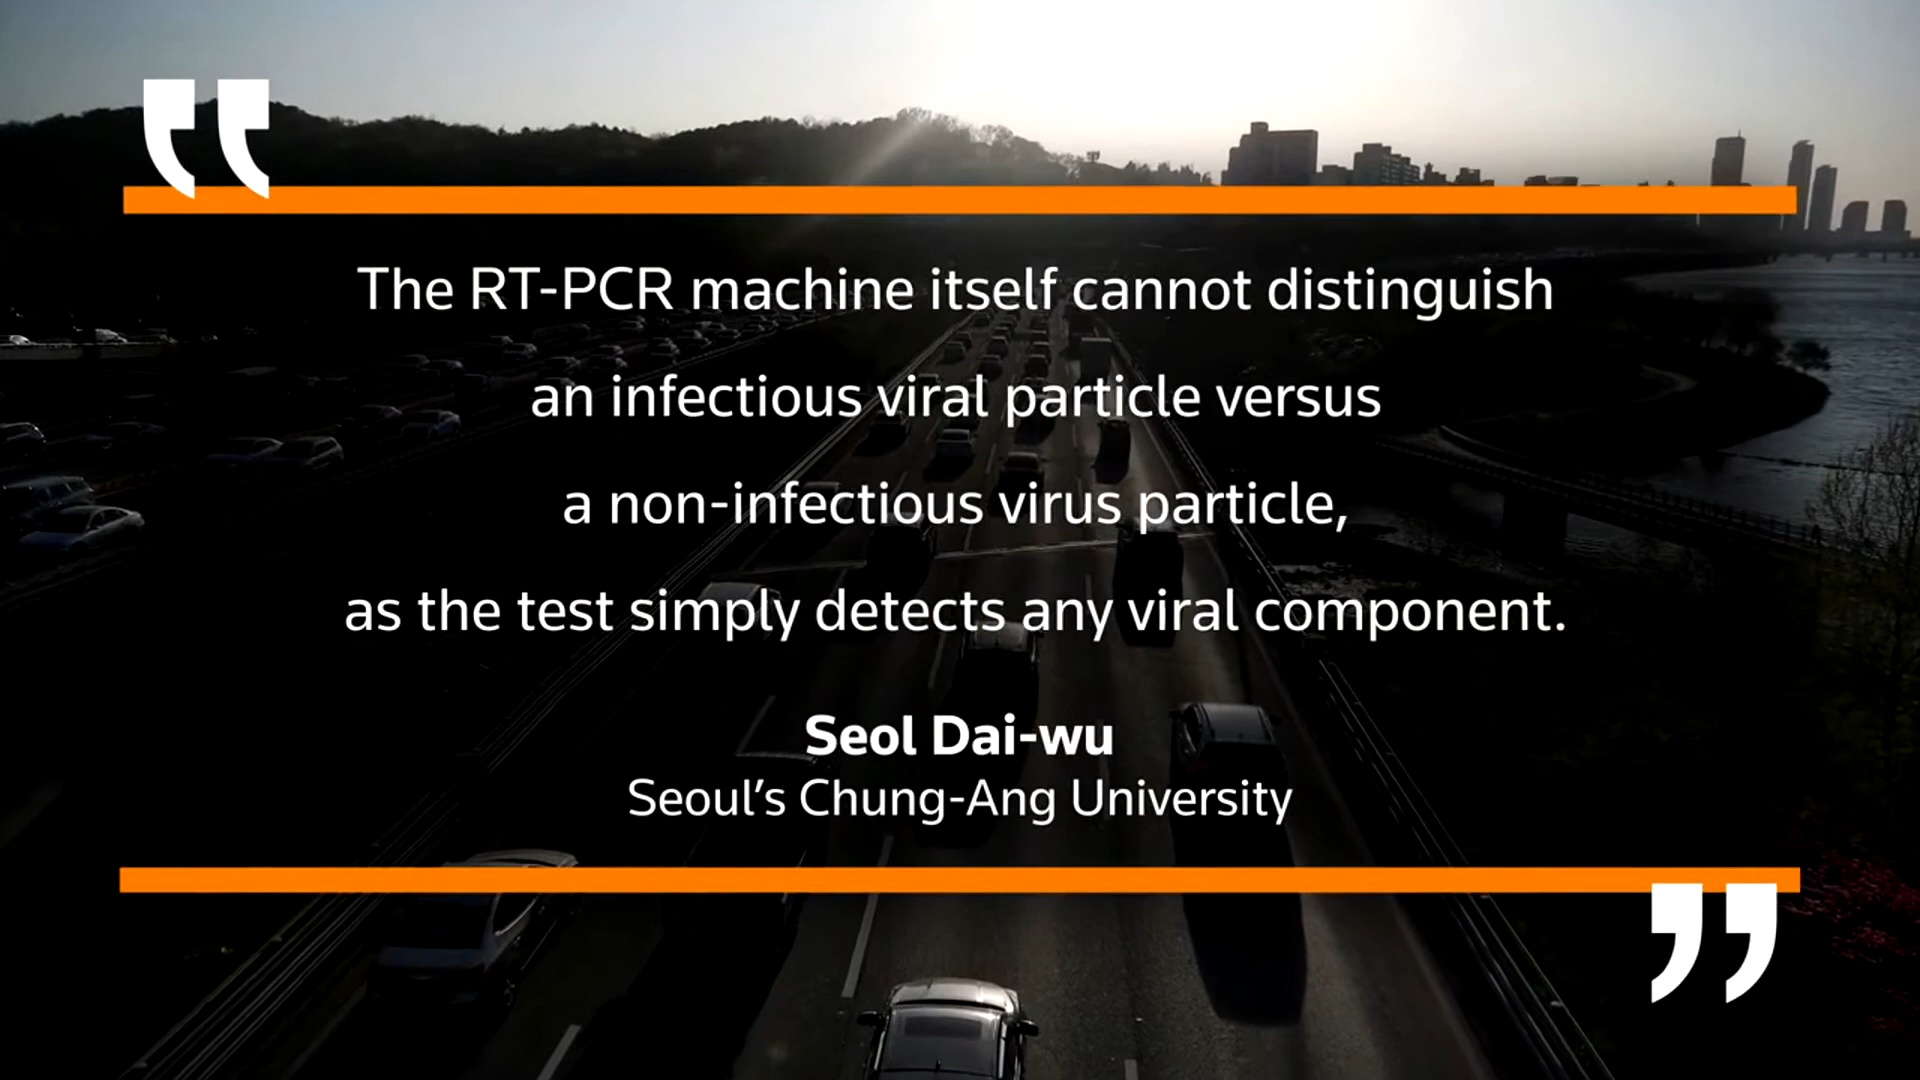 The RT-PCR machine itself cannot distinguish
an infectious viral particle versus
a non-infectious virus particle,
as the test simply detects any viral component.
Seol Dai-wu
Seoul’s Chung-Ang University